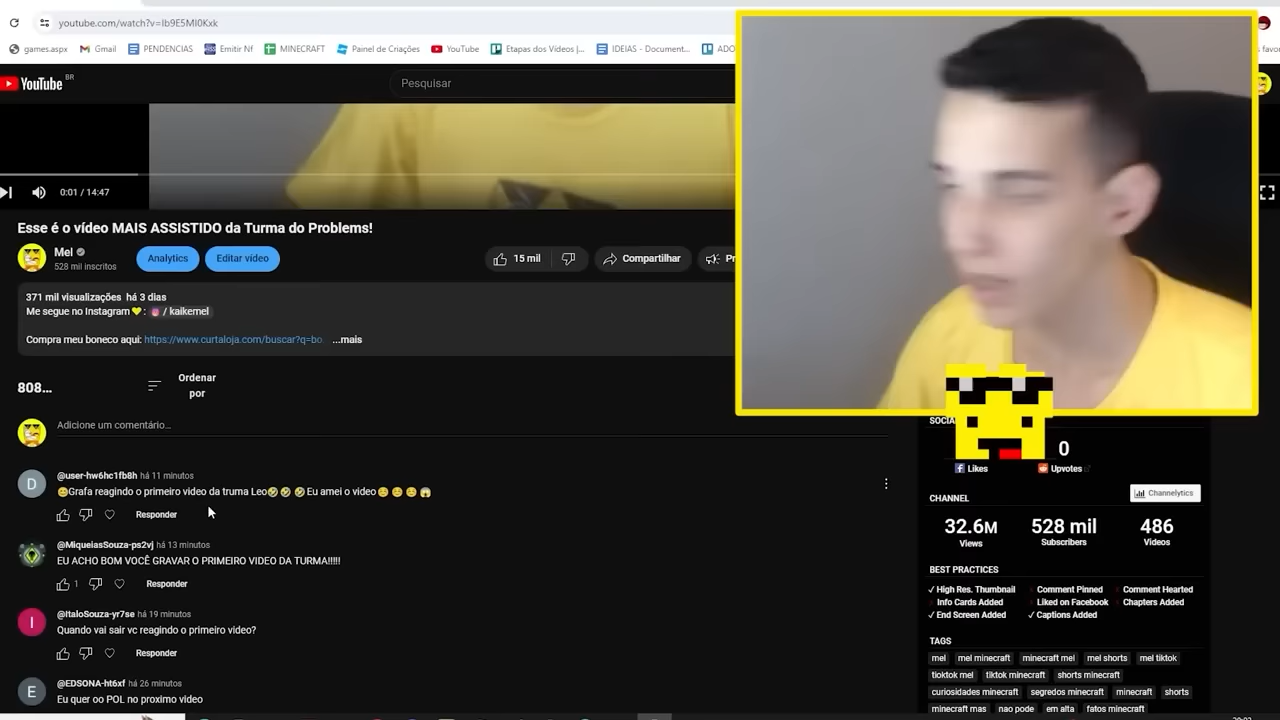 youtube.com/watch?v=Ib9E5Ml0Kxk
games.aspx Gmail PENDENCIAS Emitir Nf MINECRAFT Painel de Criações YouTube Etapas dos Vídeos j... IDEIAS - Document... ADO
YouTube BR
Pesquisar
0:01 / 14:47
Esse é o vídeo MAIS ASSISTIDO da Turma do Problems!
Mel
528 mil inscritos
Analytics
Editar vídeo
15 mil
Compartilhar
Pr
371 mil visualizações há 3 dias
Me segue no Instagram💛: / kaikemel
Compra meu boneco aqui: https://www.curtaloja.com/buscar?q=bo ...mais
808...
Ordenar
por
Adicione um comentário...
@user-hw6hc1fb8h há 11 minutos
😊Grafa reagindo o primeiro video da truma Leo🤣🤣🤣Eu amei o video😊😊😊😱
Responder
@MiqueiasSouza-ps2vj há 13 minutos
EU ACHO BOM VOCÊ GRAVAR O PRIMEIRO VIDEO DA TURMA!!!!!
1 Responder
@ItaloSouza-yr7se há 19 minutos
Quando vai sair vc reagindo o primeiro video?
Responder
@EDSONA-ht6xf há 26 minutos
Eu quer oo POL no proximo video
0
Likes
Upvotes
CHANNEL
Channelytics
32.6M
Views
528 mil
Subscribers
486
Videos
BEST PRACTICES
✓ High Res. Thumbnail Comment Pinned Comment Hearted
Info Cards Added Liked on Facebook Chapters Added
✓ End Screen Added ✓ Captions Added
TAGS
mel mel minecraft minecraft mel mel shorts mel tiktok
tioktok mel tiktok minecraft shorts minecraft
curiosidades minecraft segredos minecraft minecraft shorts
minecraft mas nao pode em alta fatos minecraft